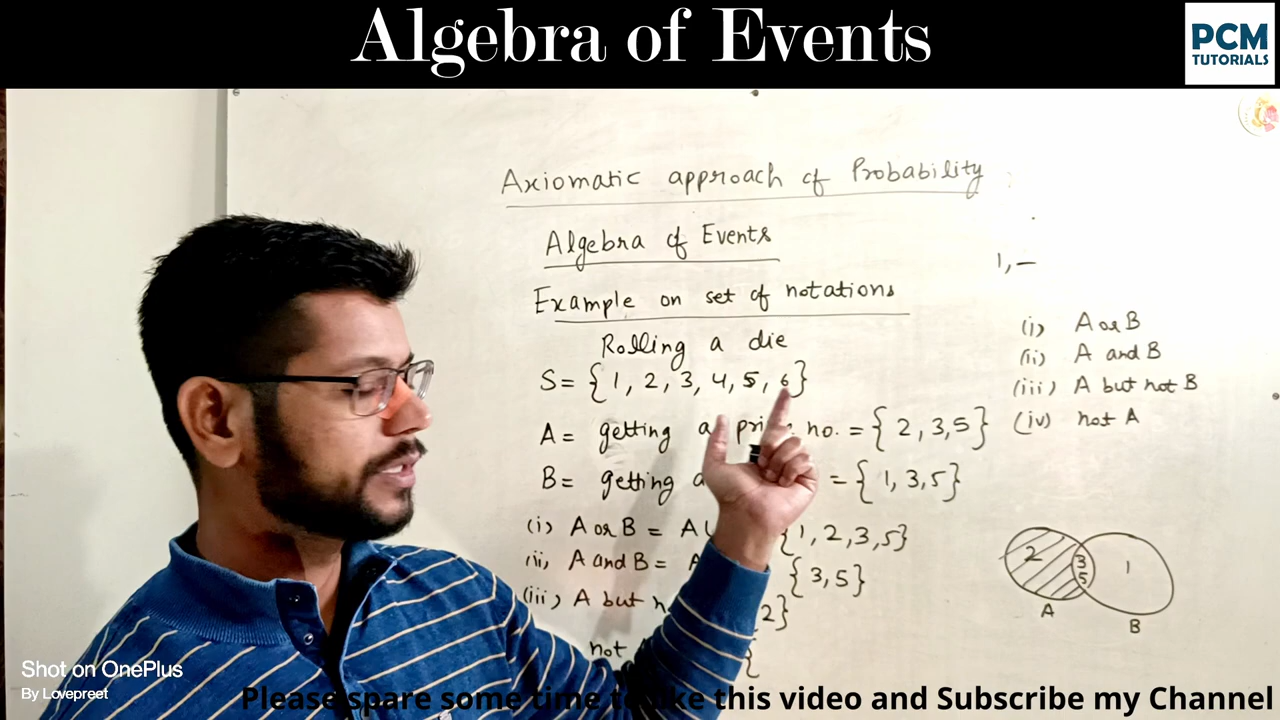 Algebra of Events
PCM
TUTORIALS
Axiomatic approach of Probability
Algebra of Events
Example on set of notations
Rolling a die
S = { 1, 2, 3, 4, 5, 6 }
A = getting a no. = { 2, 3, 5 }
B = getting = { 1, 3, 5 }
(i) A or B = A { 1, 2, 3, 5 }
(ii) A and B = { 3, 5 }
(iii) A but 2 }
not {
1, –
(i) A or B
(ii) A and B
(iii) A but not B
(iv) not A
2 3 1
5
A
B
Shot on OnePlus
By Lovepreet
Please spare some time to like this video and Subscribe my Channel